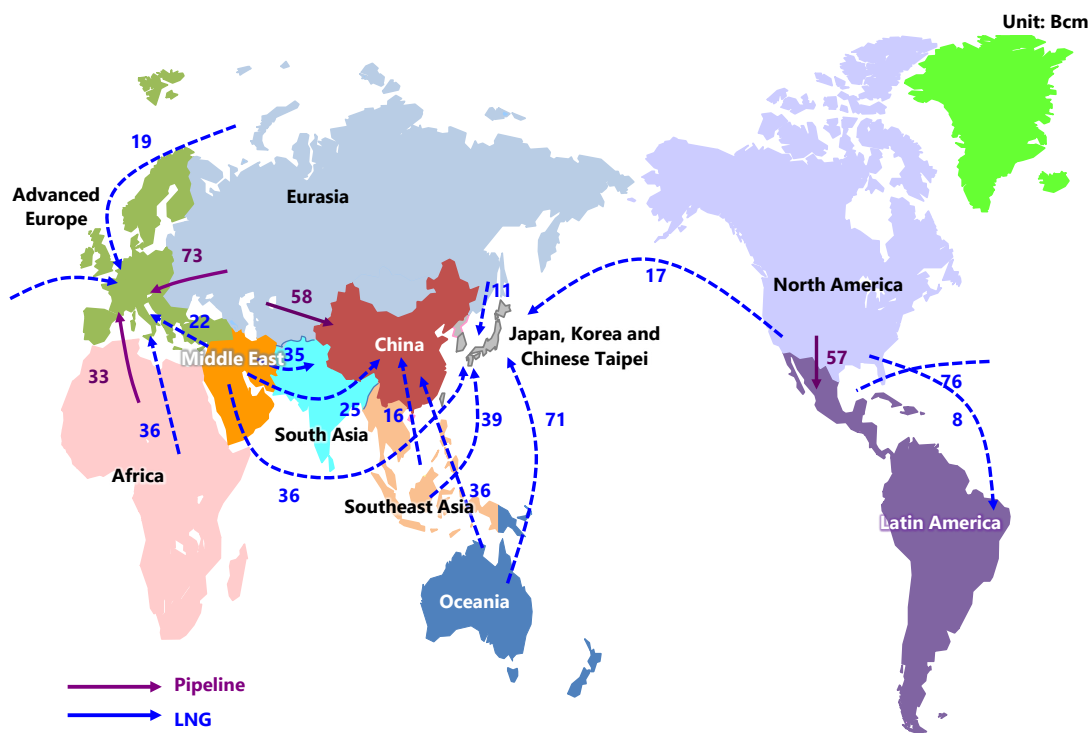 Unit: Bcm
19
Advanced
Europe
Eurasia
73
17
North America
58
11
22
Japan, Korea and
Chinese Taipei
China
Middle East
35
57
33
76
25
16
39
71
8
36
South Asia
Africa
36
36
Southeast Asia
Latin America
Oceania
Pipeline
LNG